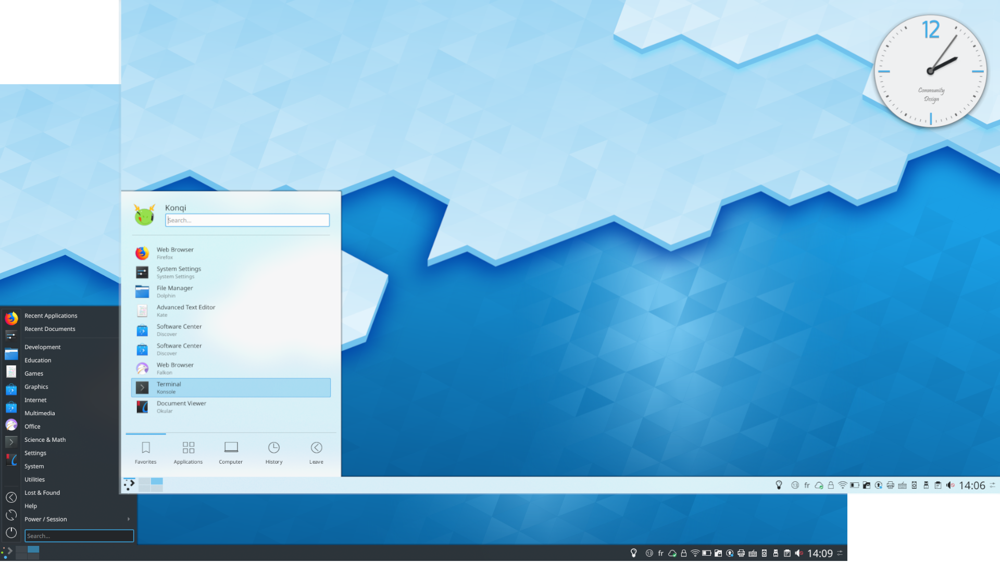 12
Community
Design
Konqi
Search...
Web Browser
Firefox
System Settings
System Settings
File Manager
Dolphin
Advanced Text Editor
Kate
Software Center
Discover
Software Center
Discover
Web Browser
Falkon
Terminal
Konsole
Document Viewer
Okular
Favorites
Applications
Computer
History
Leave
13 fr 14:06
Recent Applications
Recent Documents
Development
Education
Games
Graphics
Internet
Multimedia
Office
Science & Math
Settings
System
Utilities
Lost & Found
Help
Power / Session
Search...
13 fr 14:09